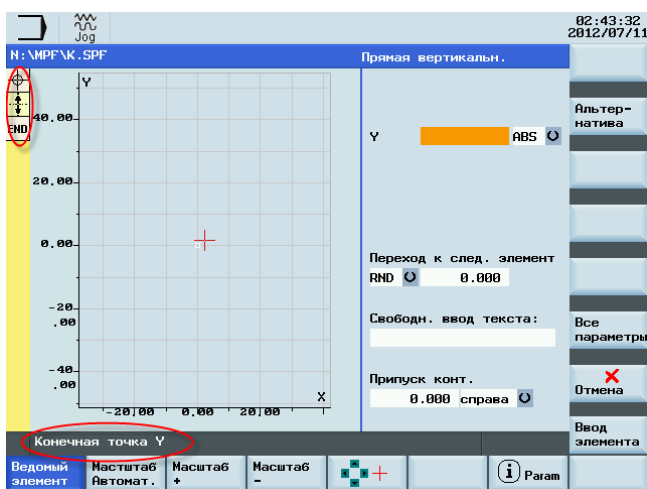 Jog
02:43:32
2012/07/11
N:\MPF\K.SPF
Прямая вертикальн.
Y
40.00
END
20.00
0.00
-20
.00
-40
.00
X
-20.00 0.00 20.00
Y ABS
Переход к след. элемент
RND 0.000
Свободн. ввод текста:
Припуск конт.
0.000 справа
Альтер-
натива
Все
параметры
Отмена
Ввод
элемента
Конечная точка Y
Ведомый
элемент
Мастштаб
Автомат.
Масштаб
+
Масштаб
-
i Param